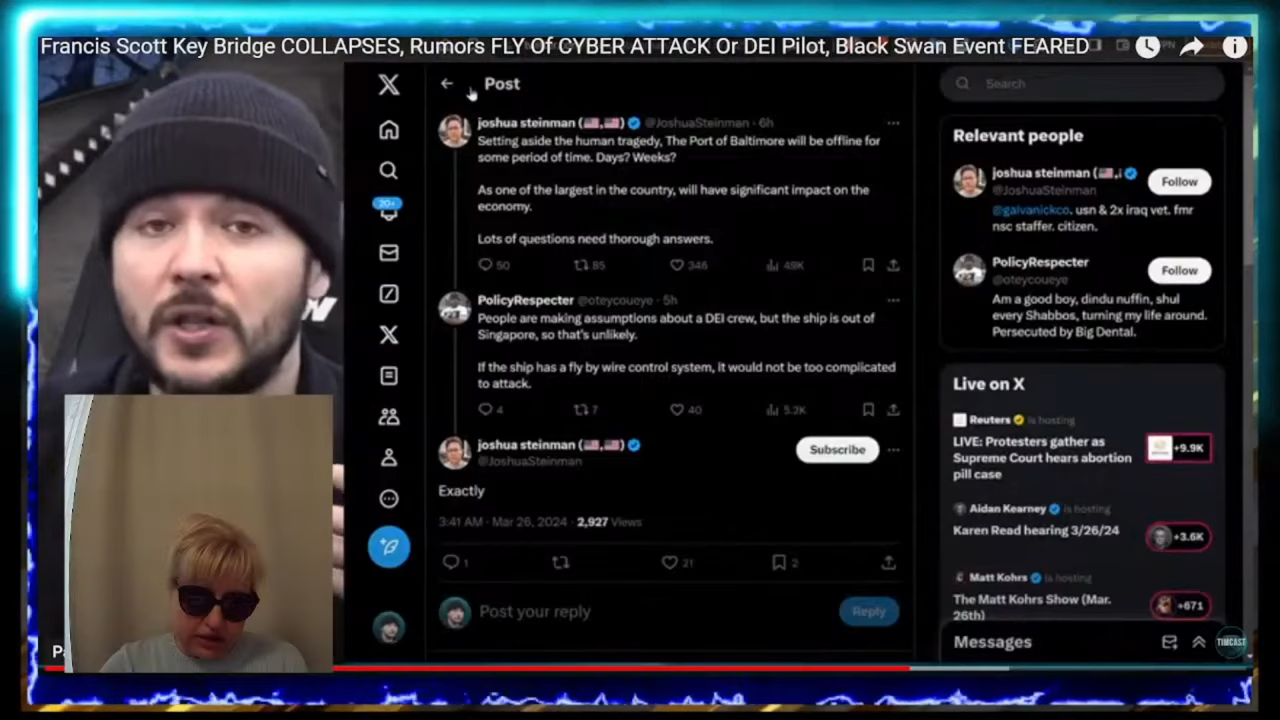 Francis Scott Key Bridge COLLAPSES, Rumors FLY Of CYBER ATTACK Or DEI Pilot, Black Swan Event FEARED
Post
joshua steinman @JoshuaSteinman · 6h
Setting aside the human tragedy, The Port of Baltimore will be offline for
some period of time. Days? Weeks?
As one of the largest in the country, will have significant impact on the
economy.
Lots of questions need thorough answers.
50 85 346 49K
20+
PolicyRespecter @oteycoueye · 5h
People are making assumptions about a DEI crew, but the ship is out of
Singapore, so that's unlikely.
If the ship has a fly by wire control system, it would not be too complicated
to attack.
4 7 40 5.2K
joshua steinman
@JoshuaSteinman
Subscribe
Exactly
3:41 AM · Mar 26, 2024 · 2,927 Views
1 21 2
Post your reply
Reply
Search
Relevant people
joshua steinman
@JoshuaSteinman
Follow
@galvanickco. usn & 2x iraq vet. fmr
nsc staffer. citizen.
PolicyRespecter
@oteycoueye
Follow
Am a good boy, dindu nuffin, shul
every Shabbos, turning my life around.
Persecuted by Big Dental.
Live on X
Reuters is hosting
LIVE: Protesters gather as
Supreme Court hears abortion
pill case
+9.9K
Aidan Kearney is hosting
Karen Read hearing 3/26/24
+3.6K
Matt Kohrs is hosting
The Matt Kohrs Show (Mar.
26th)
+671
Messages
TIMCAST